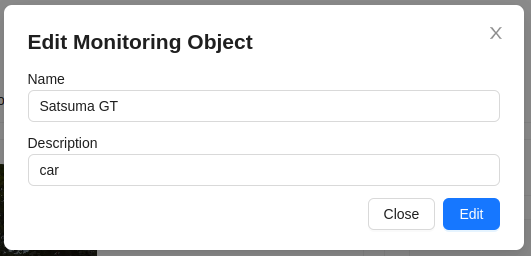 Edit Monitoring Object
Name
Satsuma GT
Description
car
Close
Edit